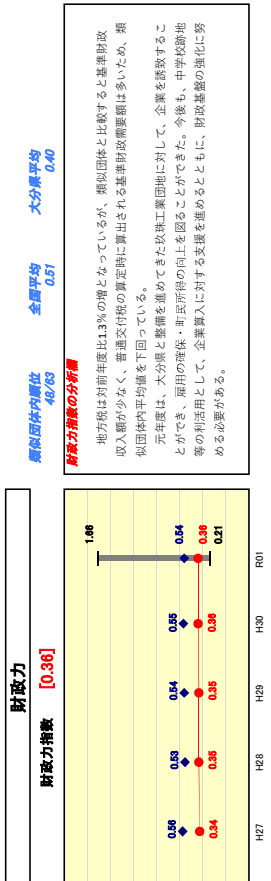 財政力
財政力指数 [0.36]
1.66
0.56
0.53
0.54
0.55
0.54
0.34
0.35
0.35
0.36
0.36
0.21
H27
H28
H29
H30
R01
類似団体内順位
48/63
全国平均
0.51
大分県平均
0.40
財政力指数の分析欄
地方税は対前年度比1.3%の増となっているが、類似団体と比較すると基準財政
収入額が少なく、普通交付税の算定時に算出される基準財政需要額は多いため、類
似団体内平均値を下回っている。
元年度は、大分県と整備を進めてきた玖珠工業団地に対して、企業を誘致するこ
とができ、雇用の確保・町民所得の向上を図ることができた。今後も、中学校跡地
等の利活用として、企業算入に対する支援を進めるとともに、財政基盤の強化に努
める必要がある。